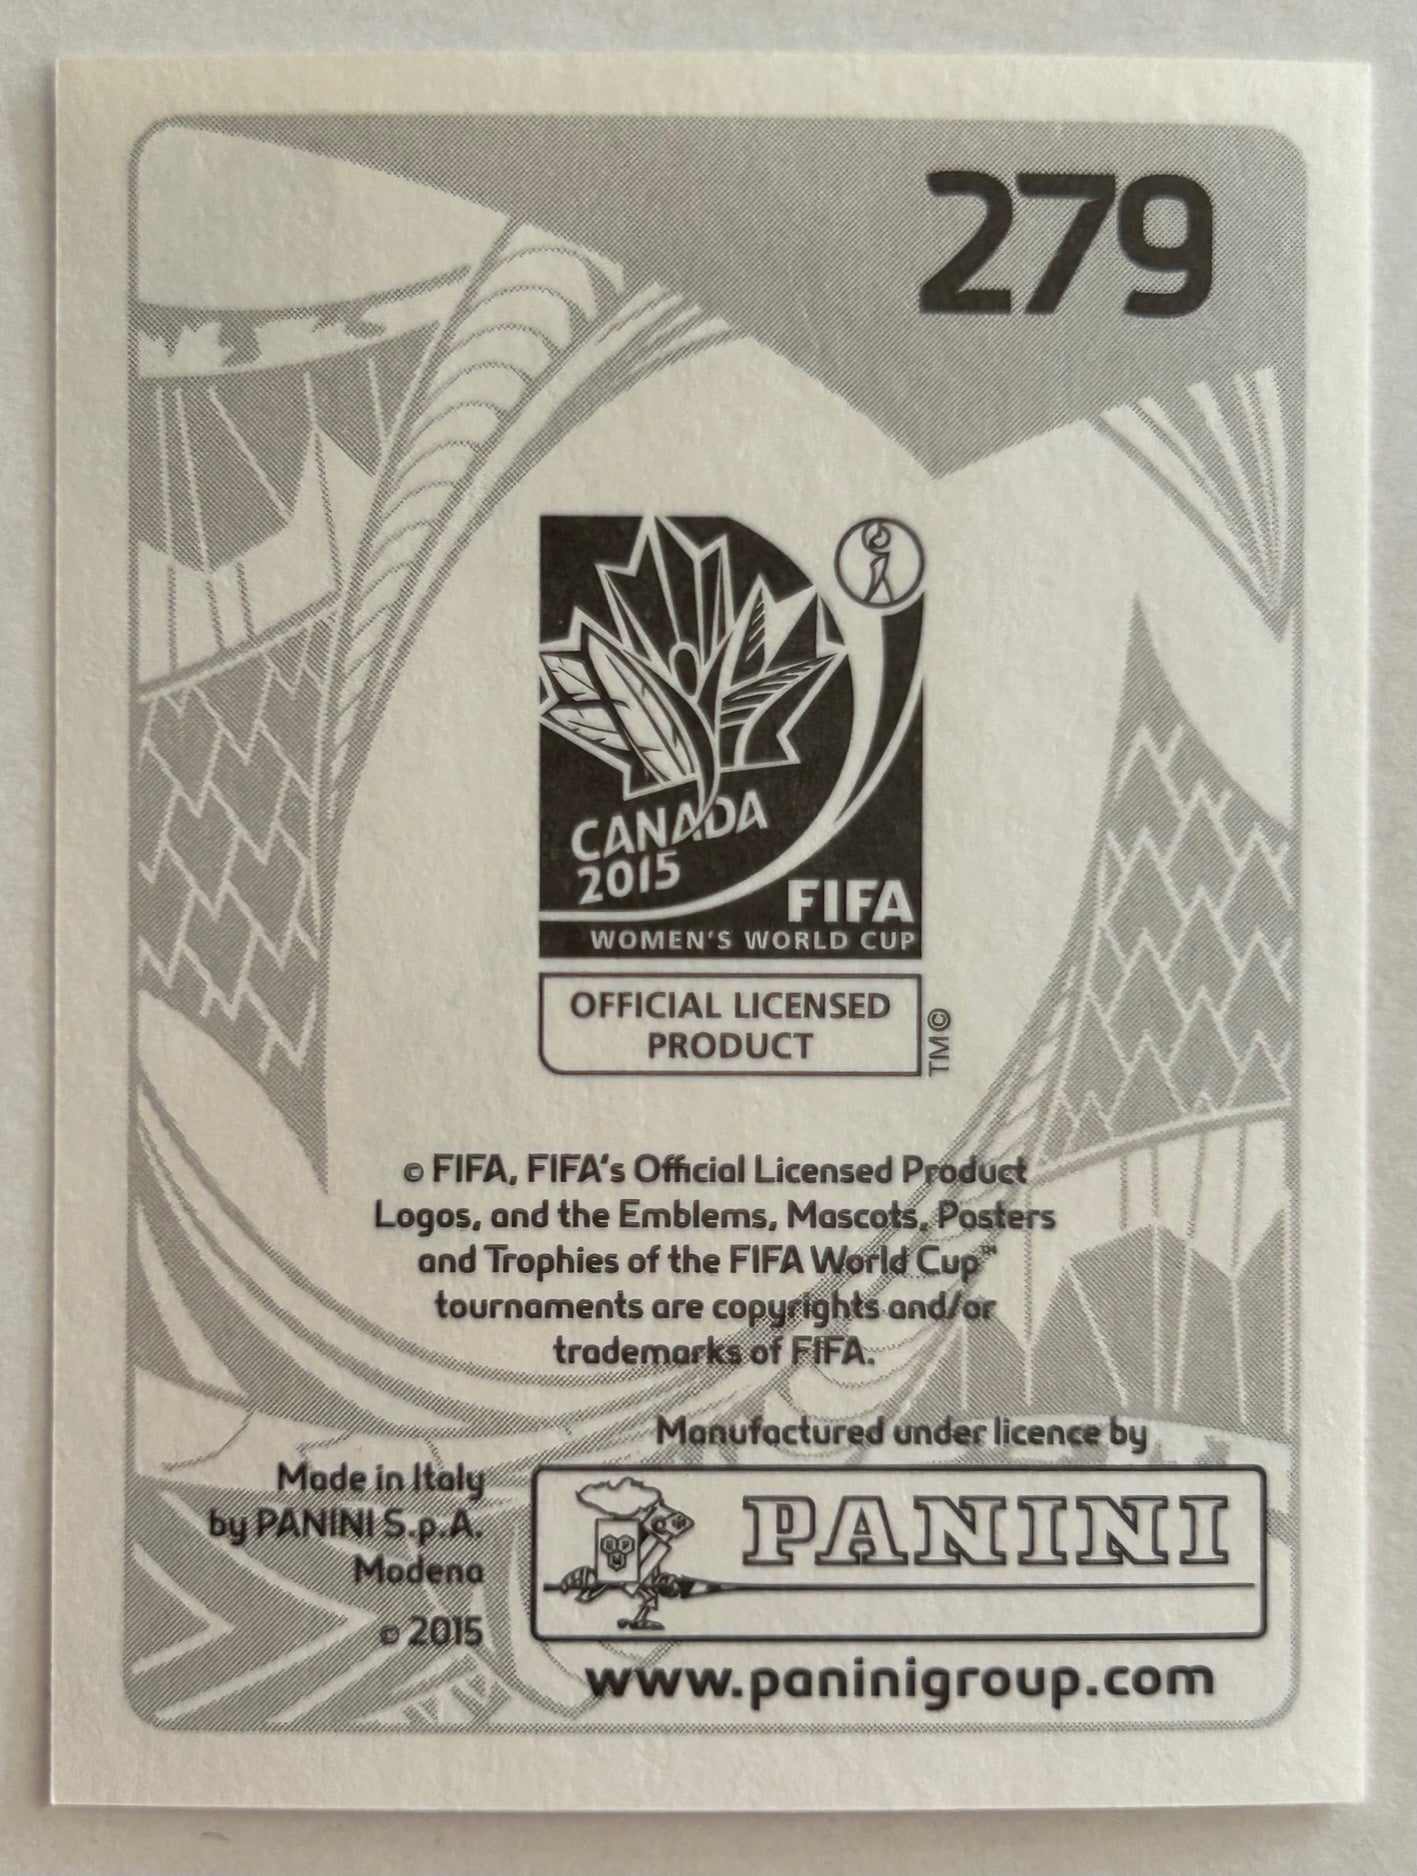 279
CANADA
2015
FIFA
WOMEN'S WORLD CUP
OFFICIAL LICENSED
PRODUCT
TM©
© FIFA, FIFA's Official Licensed Product
Logos, and the Emblems, Mascots, Posters
and Trophies of the FIFA World Cup™
tournaments are copyrights and/or
trademarks of FIFA.
Manufactured under licence by
Made in Italy
by PANINI S.p.A.
Modena
© 2015
PANINI
www.paninigroup.com